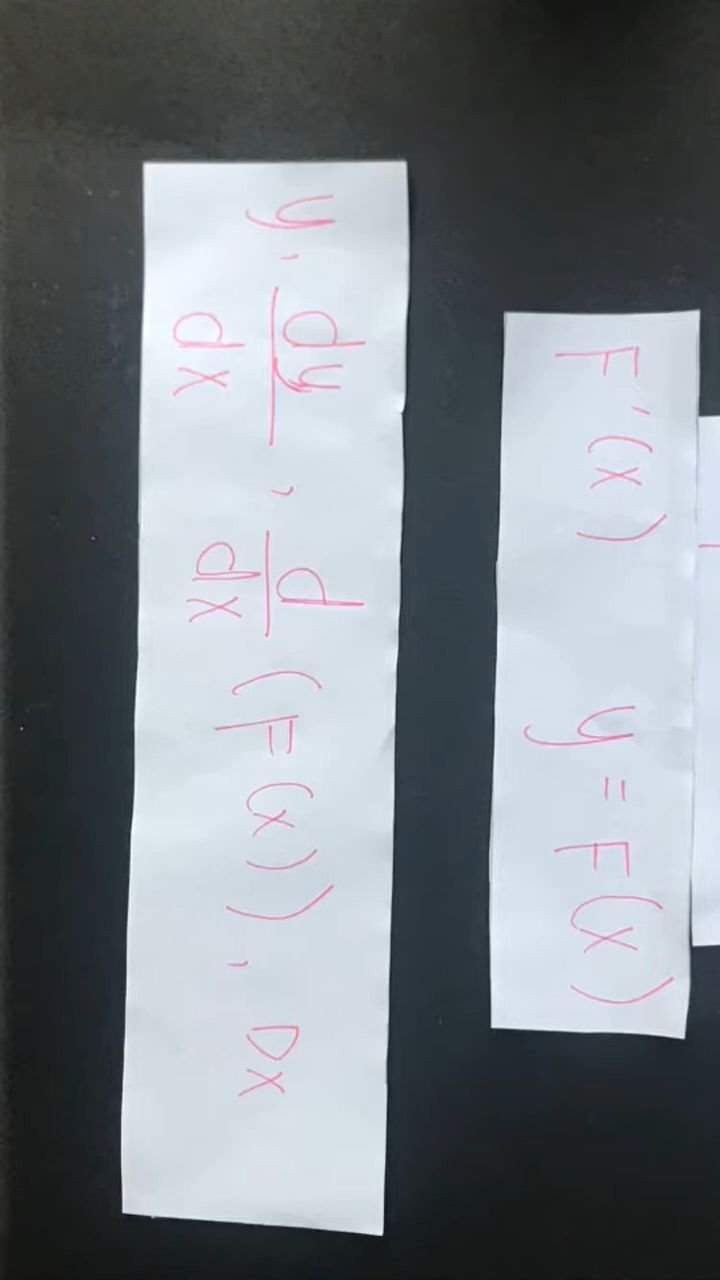 F'(x) y = F(x)
y, dy/dx, d/dx (F(x)), Dx